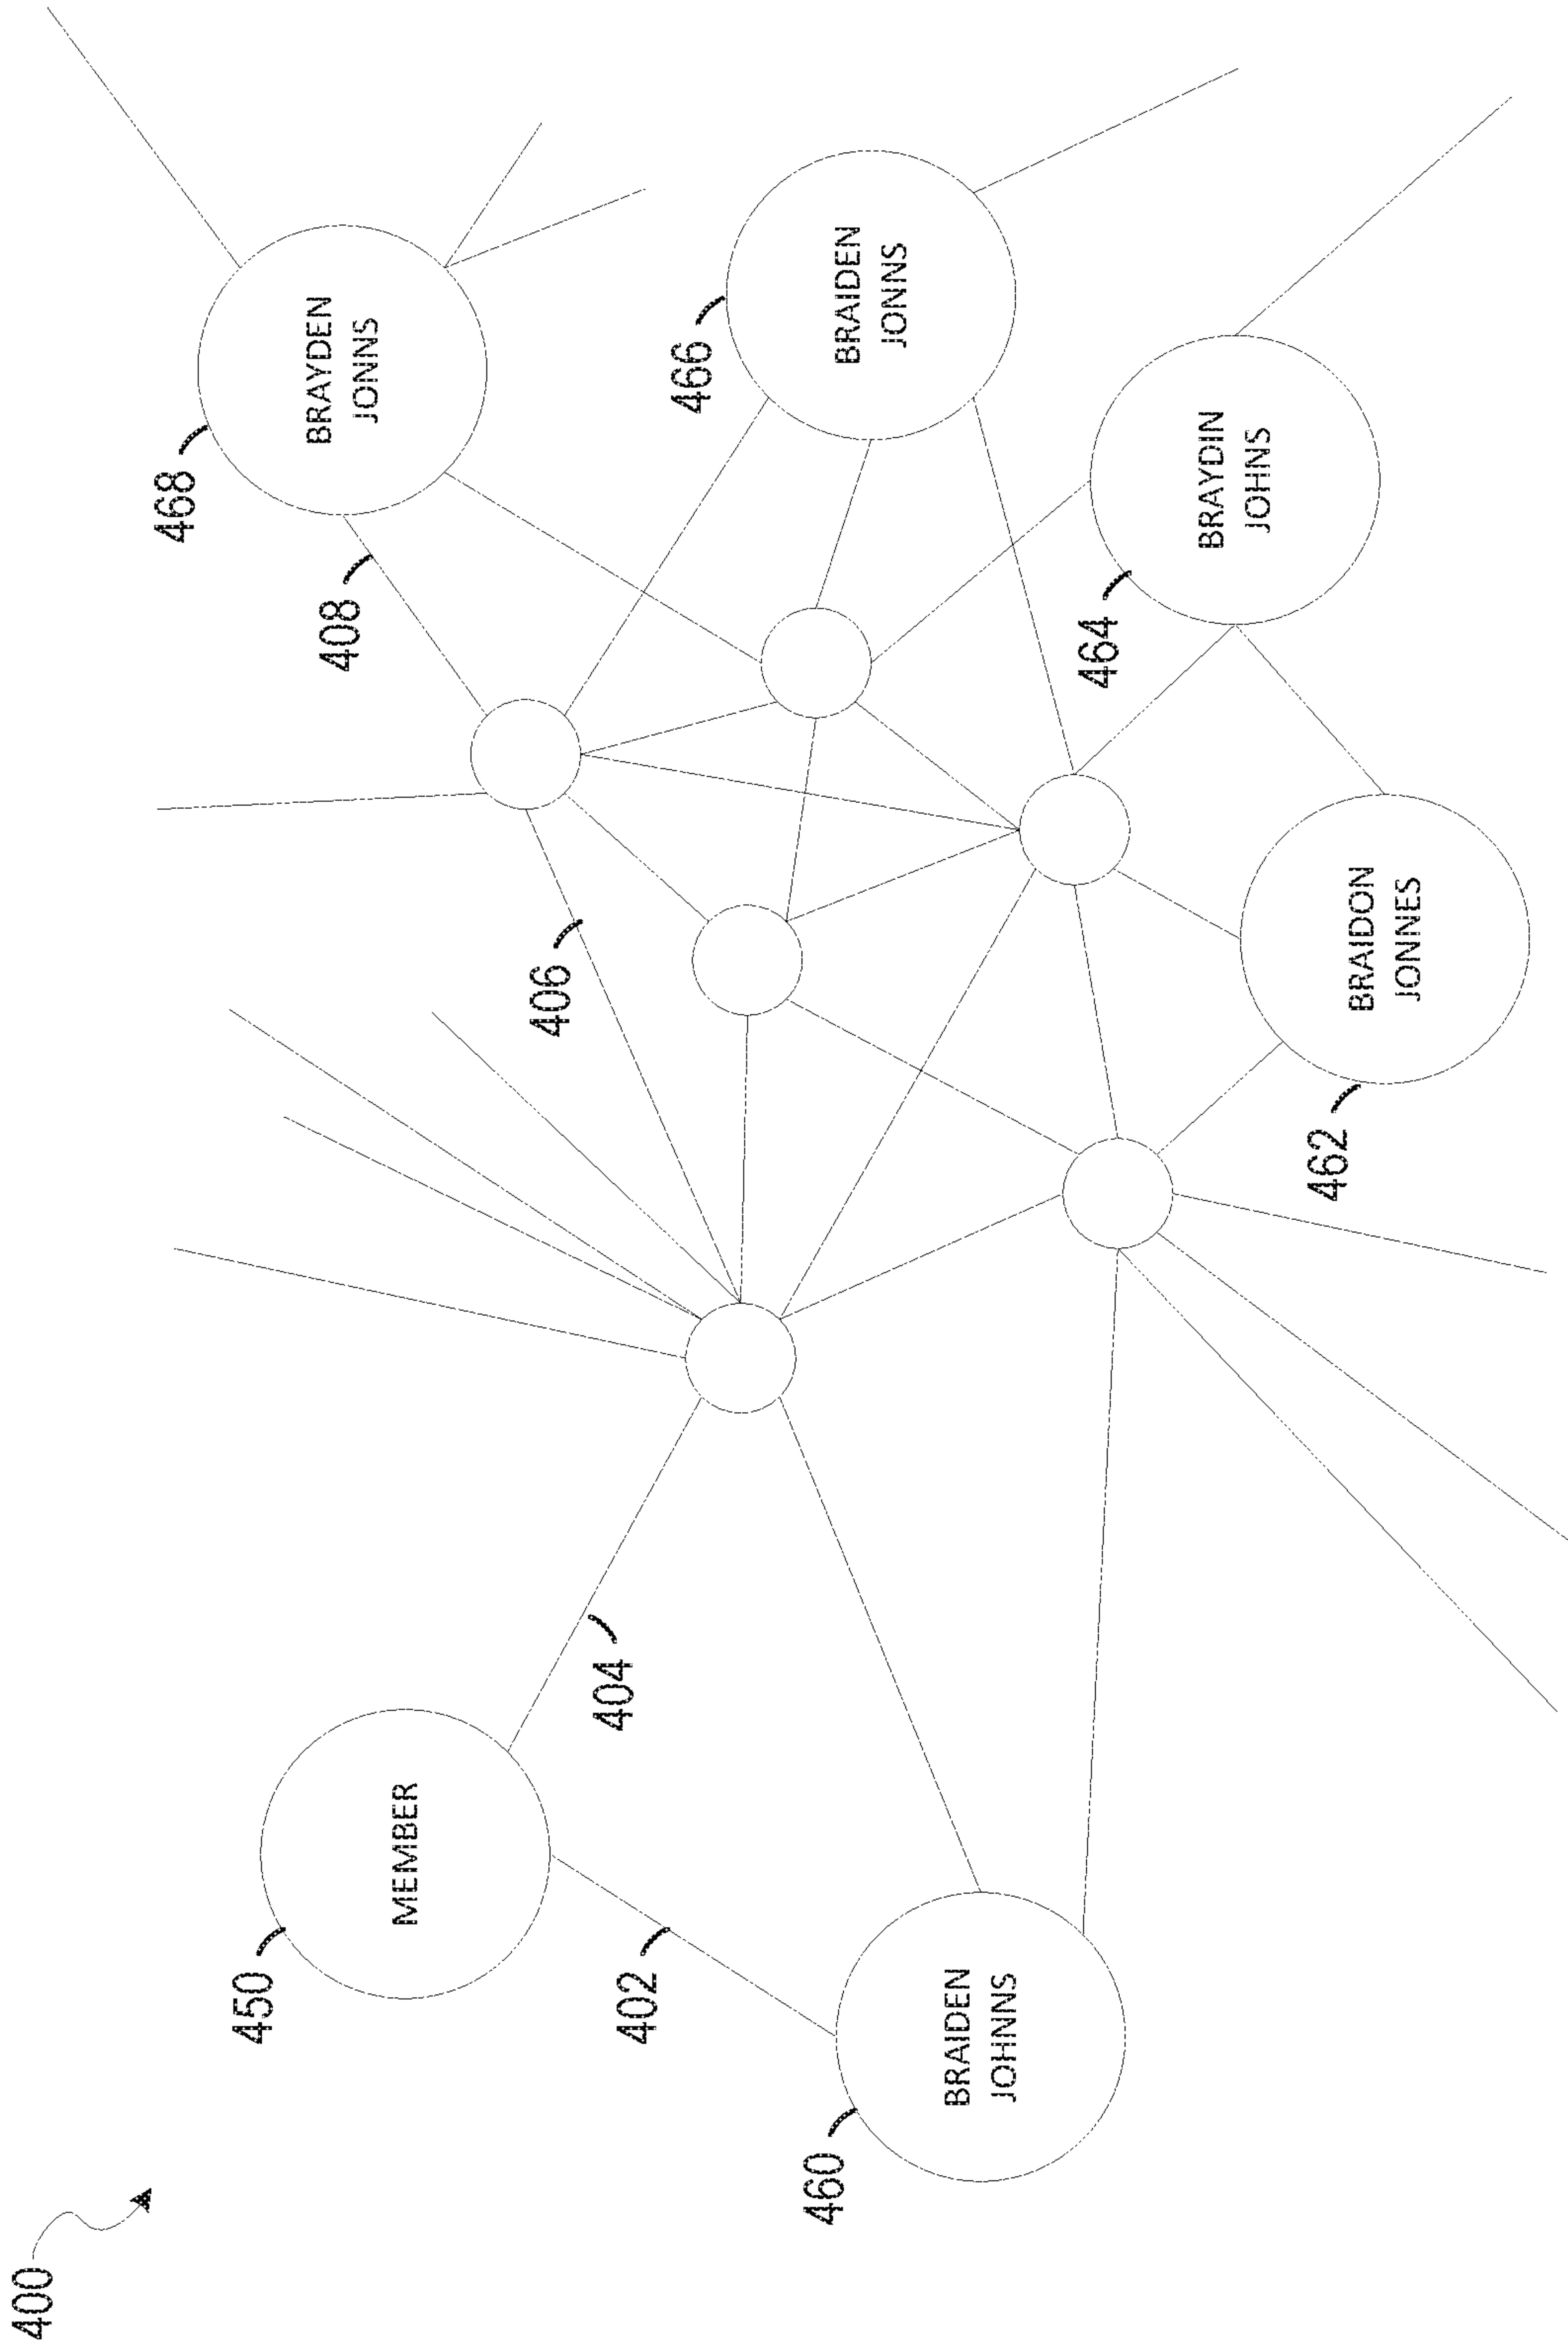 400
450
MEMBER
402
404
460
BRAIDEN
JOHNNS
406
408
468
BRAYDEN
JONNS
466
BRAIDEN
JONNS
464
BRAYDIN
JOHNS
462
BRAIDON
JONNES